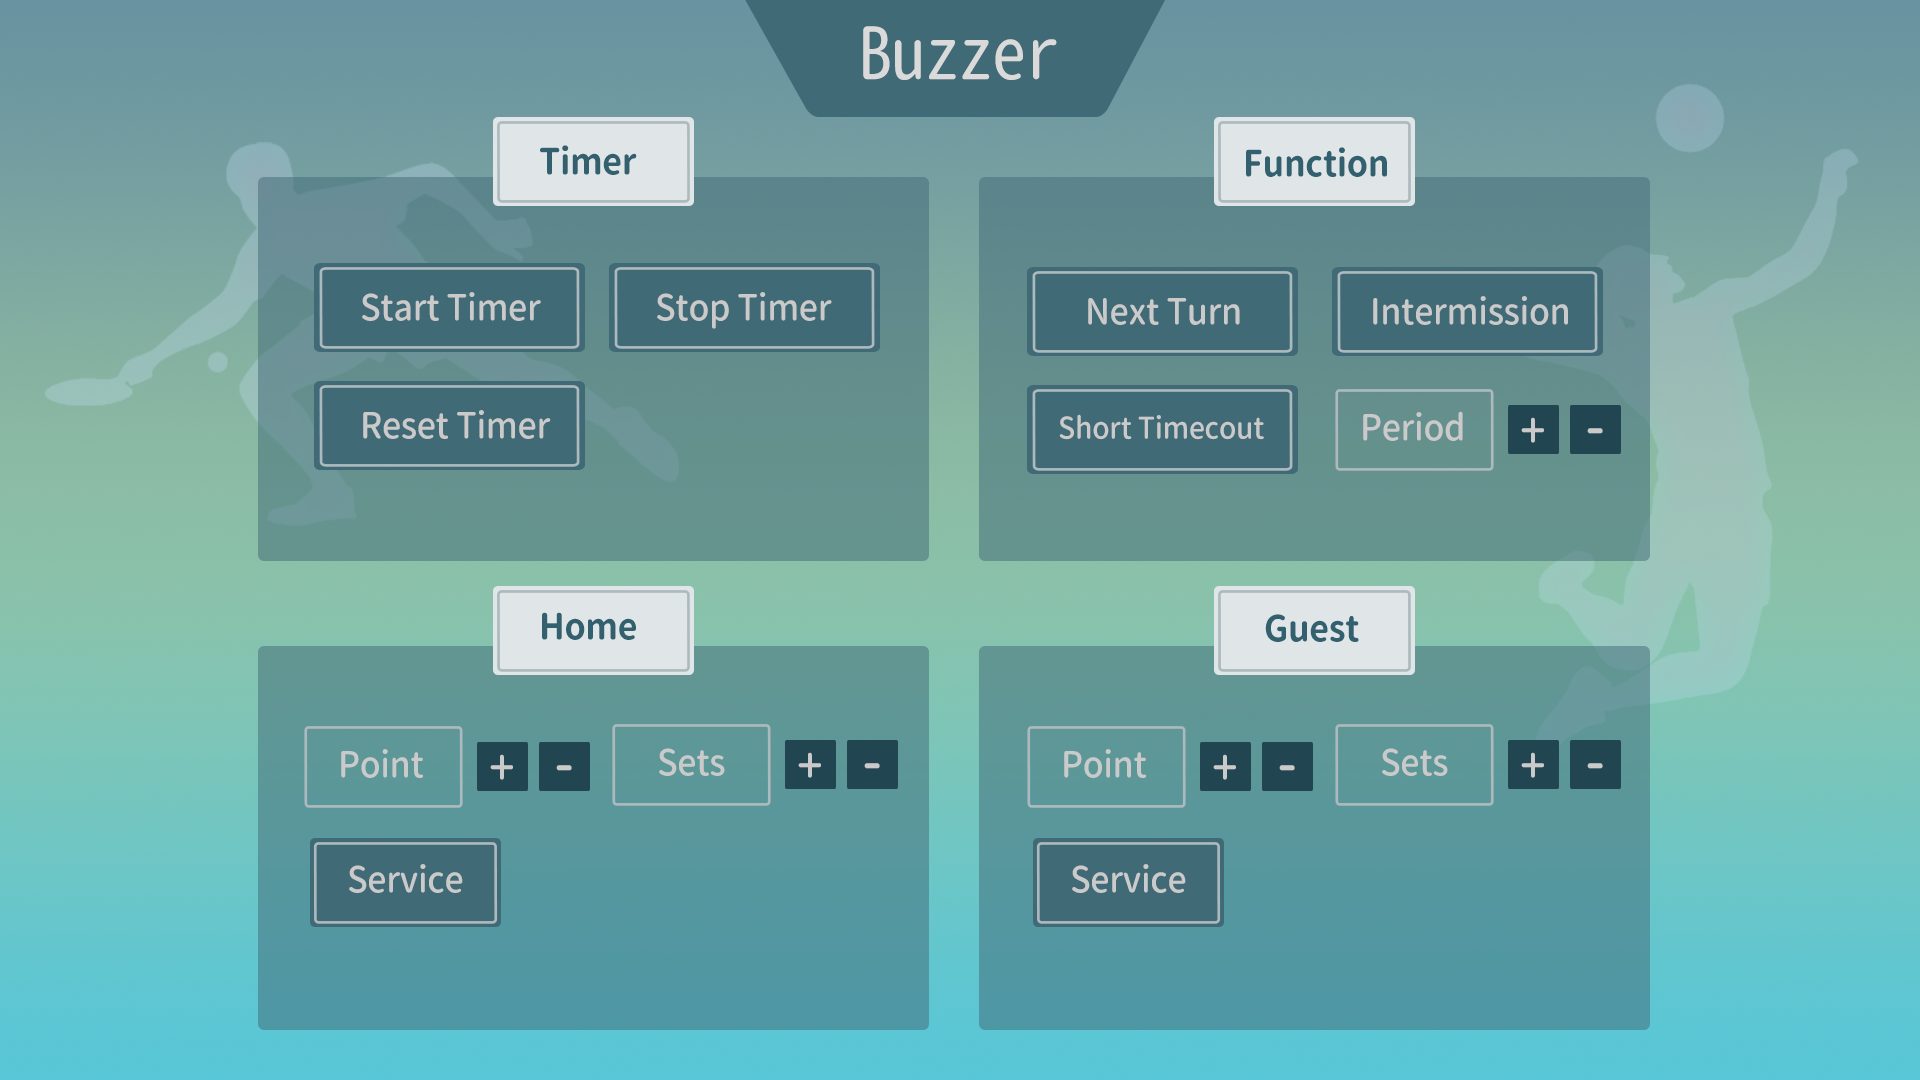 Buzzer
Timer
Start Timer
Stop Timer
Reset Timer
Function
Next Turn
Intermission
Short Timecout
Period
+
-
Home
Point
+
-
Sets
+
-
Service
Guest
Point
+
-
Sets
+
-
Service